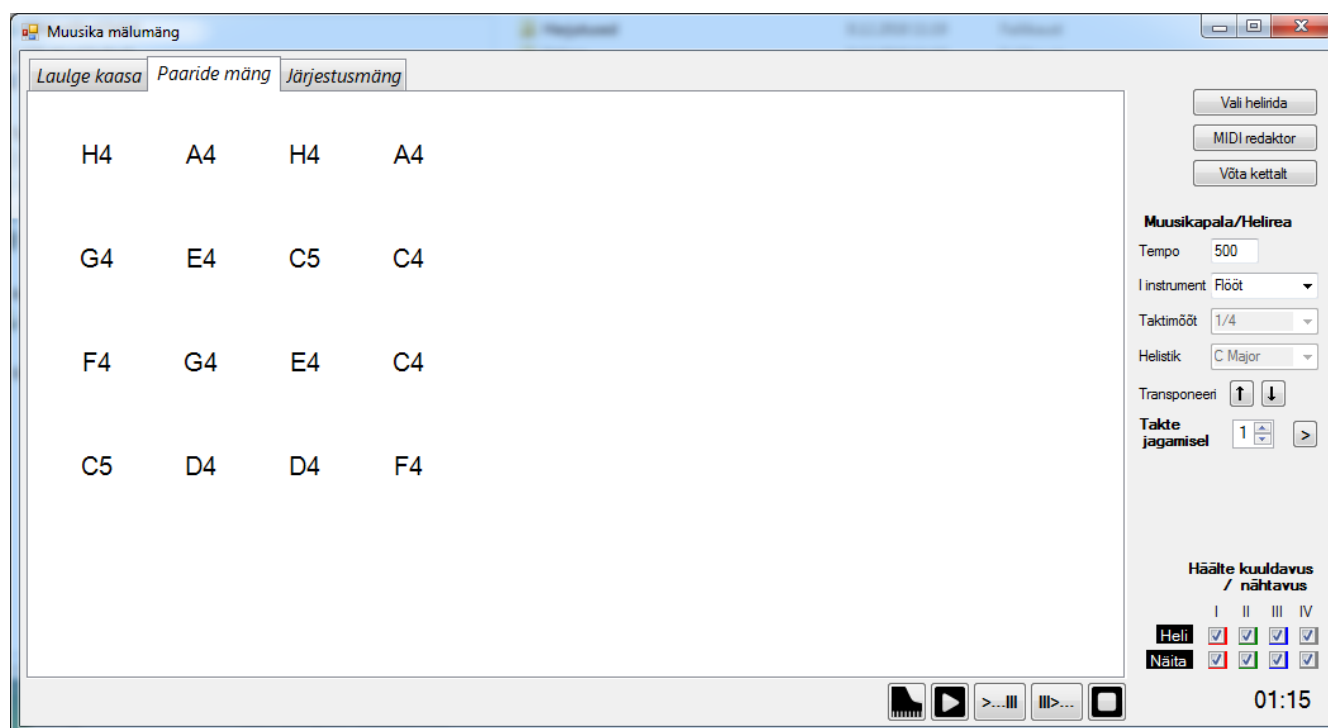 Muusika mälumäng
Laulge kaasa Paaride mäng Järjestusmäng
H4 A4 H4 A4
G4 E4 C5 C4
F4 G4 E4 C4
C5 D4 D4 F4
Vali helirida
MIDI redaktor
Võta kettalt
Muusikapala/Helirea
Tempo 500
I instrument Flööt
Taktimõõt 1/4
Helistik C Major
Transponeeri ↑ ↓
Takte
jagamisel 1 >
Häälte kuuldavus
/ nähtavus
I II III IV
Heli
Näita
>...III III>... 01:15